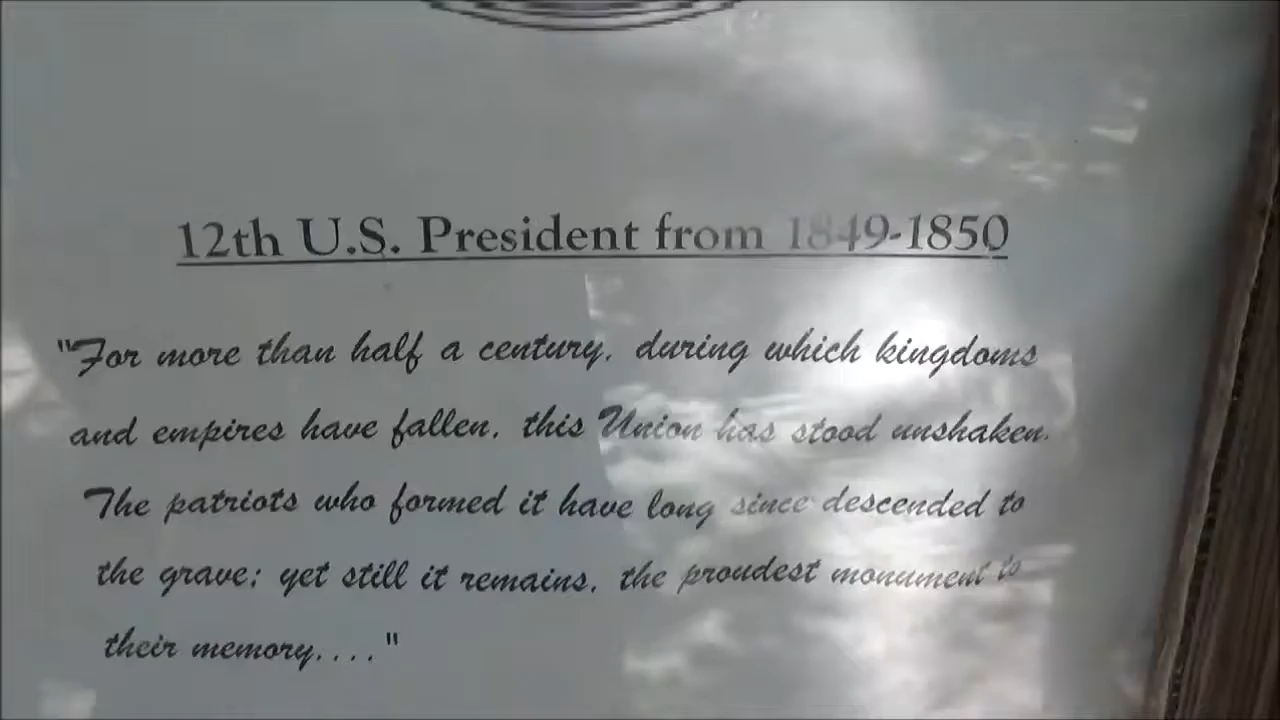 12th U.S. President from 1849-1850
"For more than half a century, during which kingdoms
and empires have fallen, this Union has stood unshaken.
The patriots who formed it have long since descended to
the grave; yet still it remains, the proudest monument to
their memory...."